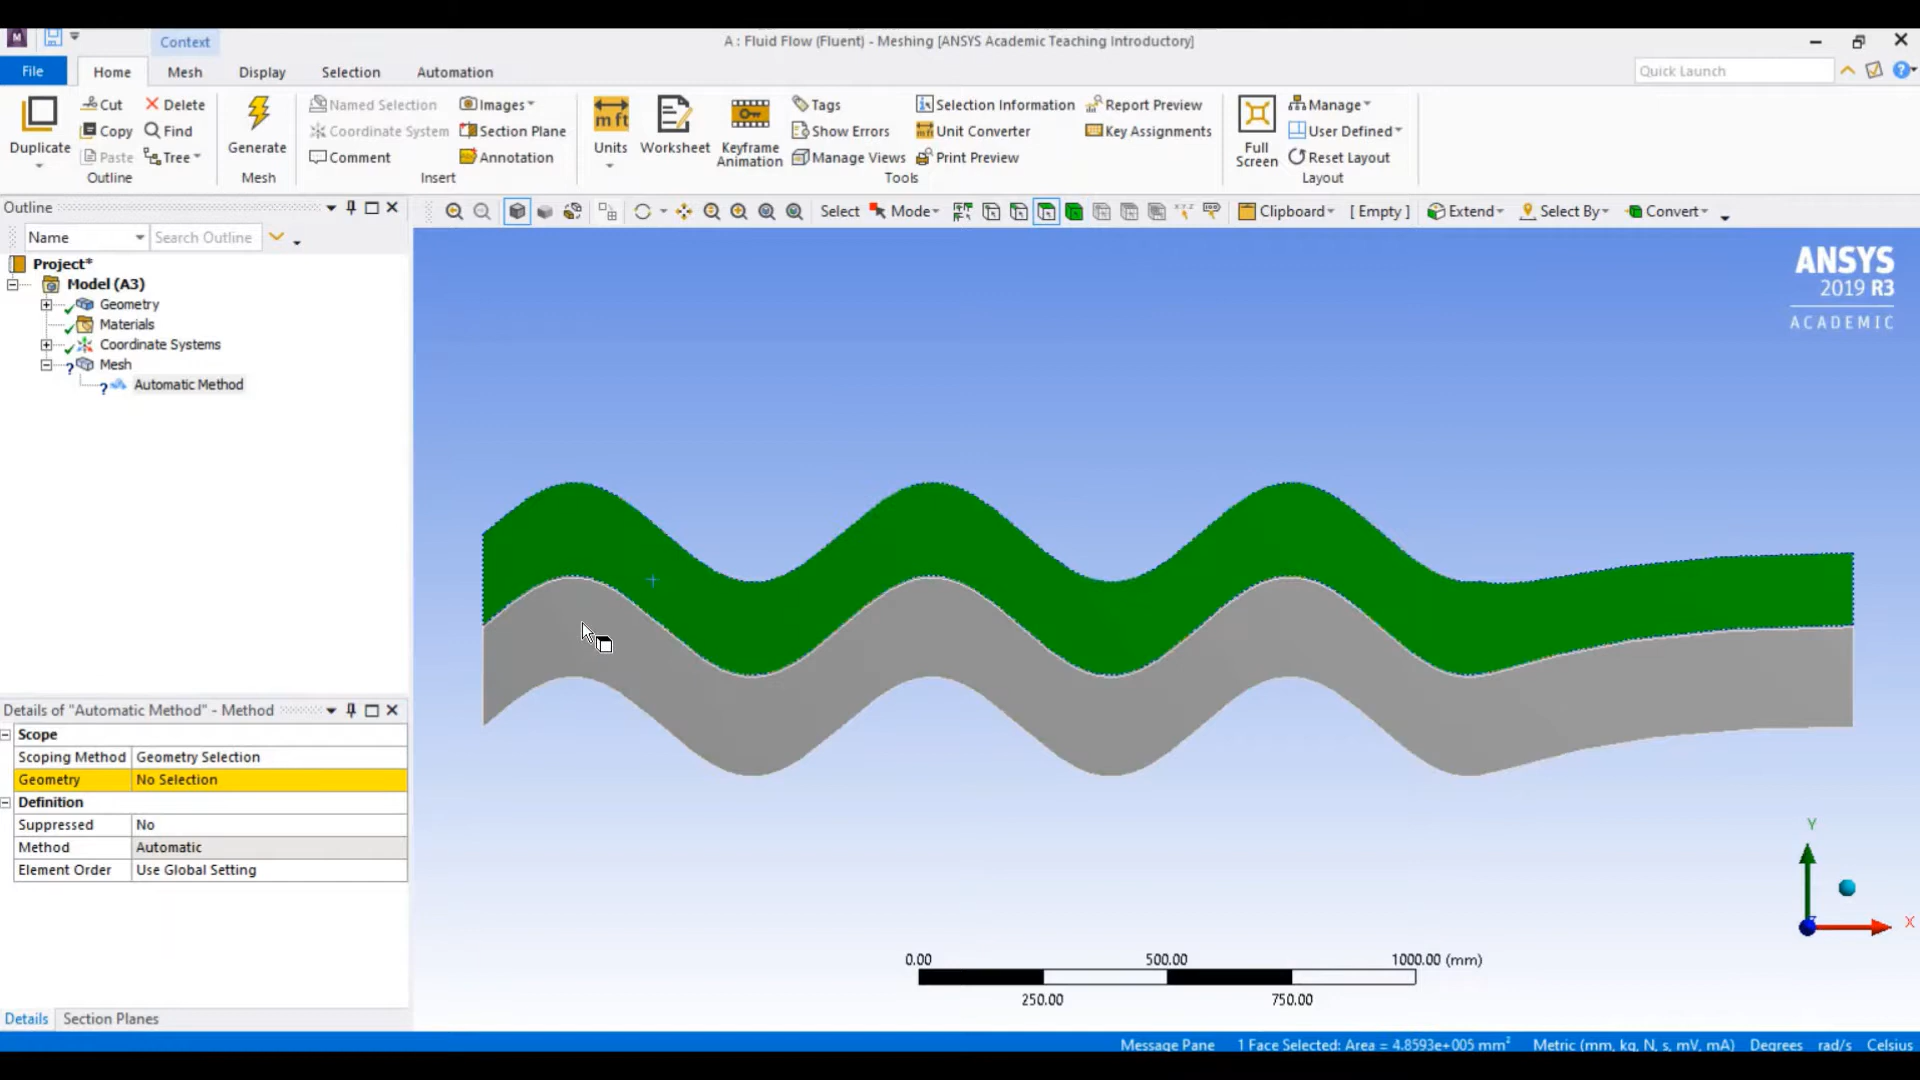 Context
A : Fluid Flow (Fluent) - Meshing [ANSYS Academic Teaching Introductory]
File Home Mesh Display Selection Automation
Quick Launch
Duplicate
Cut
Copy
Paste
Delete
Find
Tree
Outline
Generate
Mesh
Named Selection
Coordinate System
Comment
Images
Section Plane
Annotation
Insert
m ft
Units
Worksheet
Keyframe
Animation
Tags
Show Errors
Manage Views
Selection Information
Unit Converter
Print Preview
Report Preview
Key Assignments
Tools
Full
Screen
Manage
User Defined
Reset Layout
Layout
Outline
Name Search Outline
Select Mode Clipboard [ Empty ] Extend Select By Convert
Project*
Model (A3)
Geometry
Materials
Coordinate Systems
Mesh
Automatic Method
ANSYS
2019 R3
ACADEMIC
Details of "Automatic Method" - Method
Scope
Scoping Method Geometry Selection
Geometry No Selection
Definition
Suppressed No
Method Automatic
Element Order Use Global Setting
Y
X
0.00 500.00 1000.00 (mm)
250.00 750.00
Details Section Planes
Message Pane 1 Face Selected: Area = 4.8593e+005 mm² Metric (mm, kg, N, s, mV, mA) Degrees rad/s Celsius